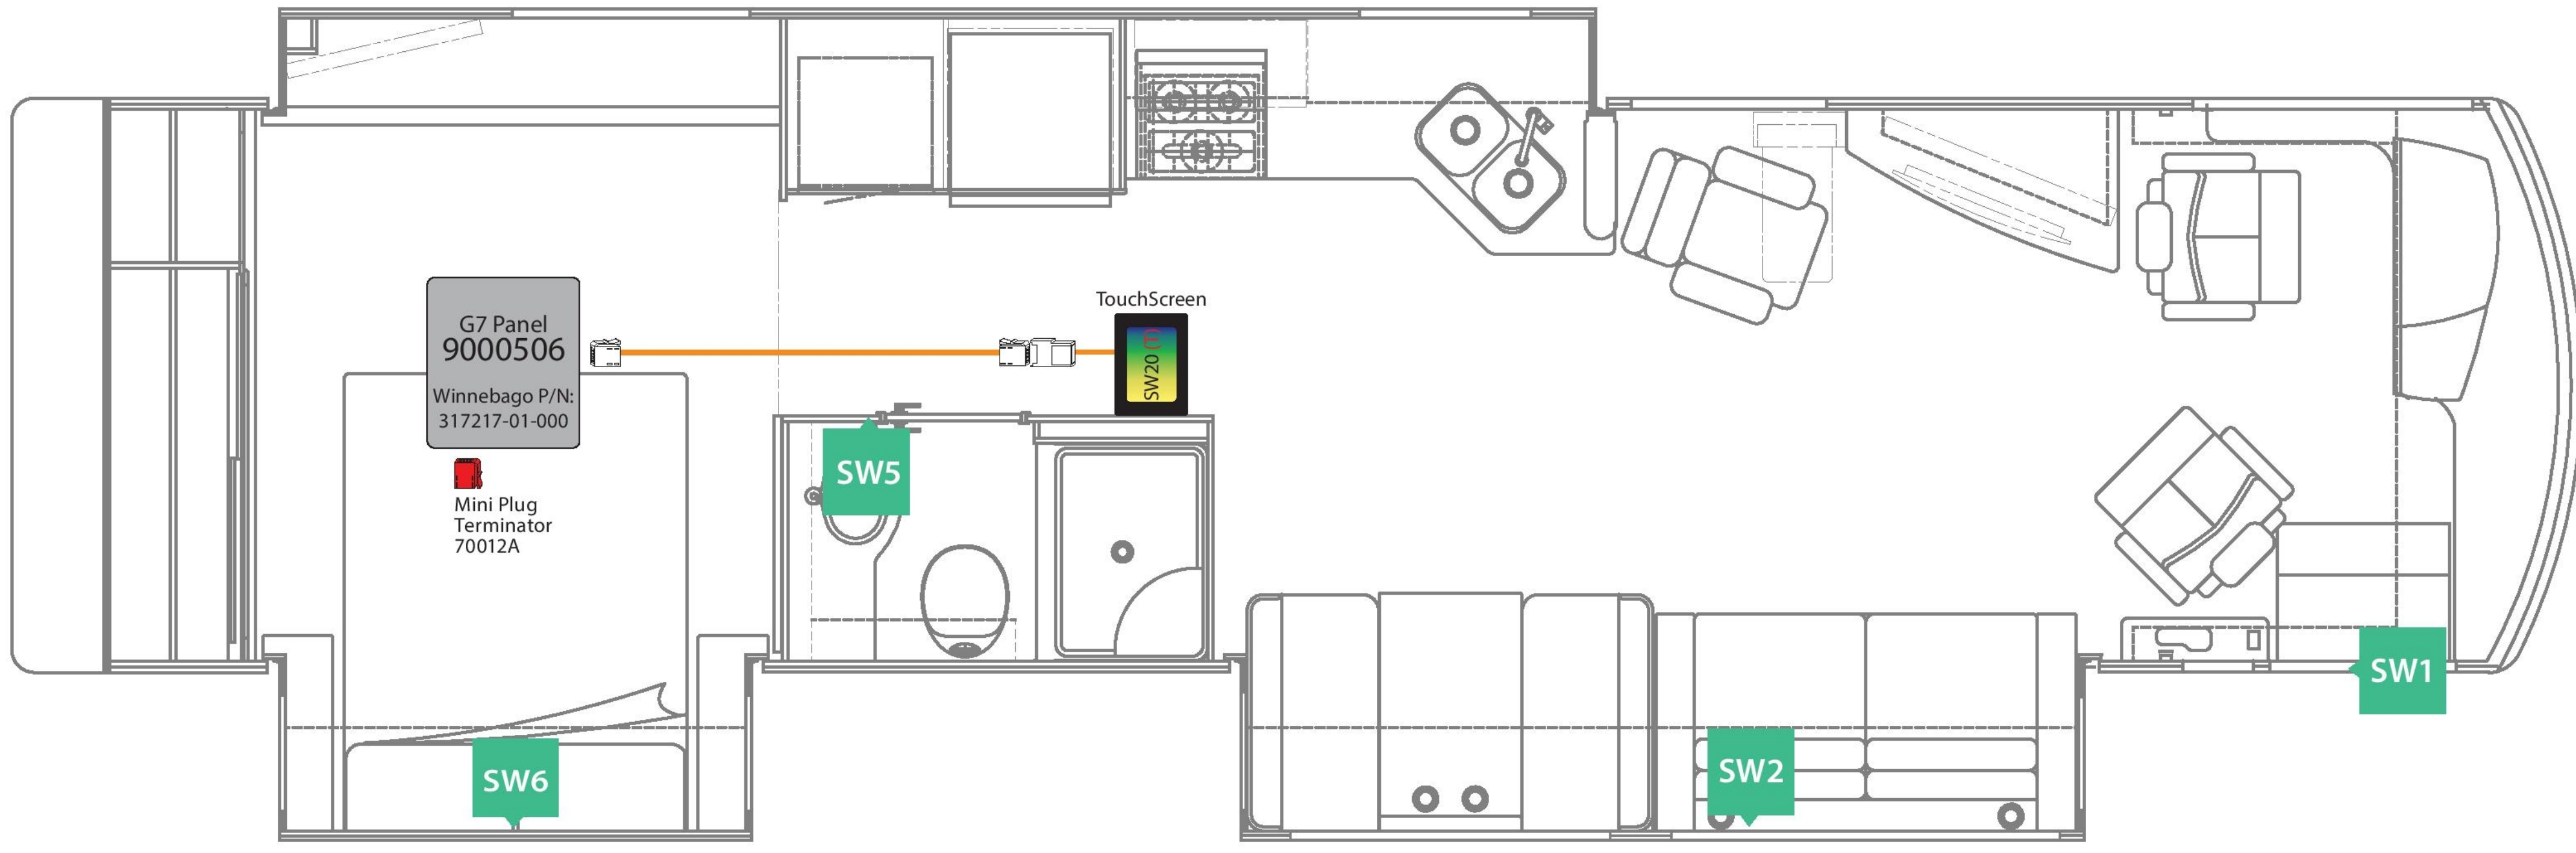 TouchScreen
G7 Panel
9000506
Winnebago P/N:
317217-01-000
SW20 (T)
SW5
Mini Plug
Terminator
70012A
SW1
SW6
SW2